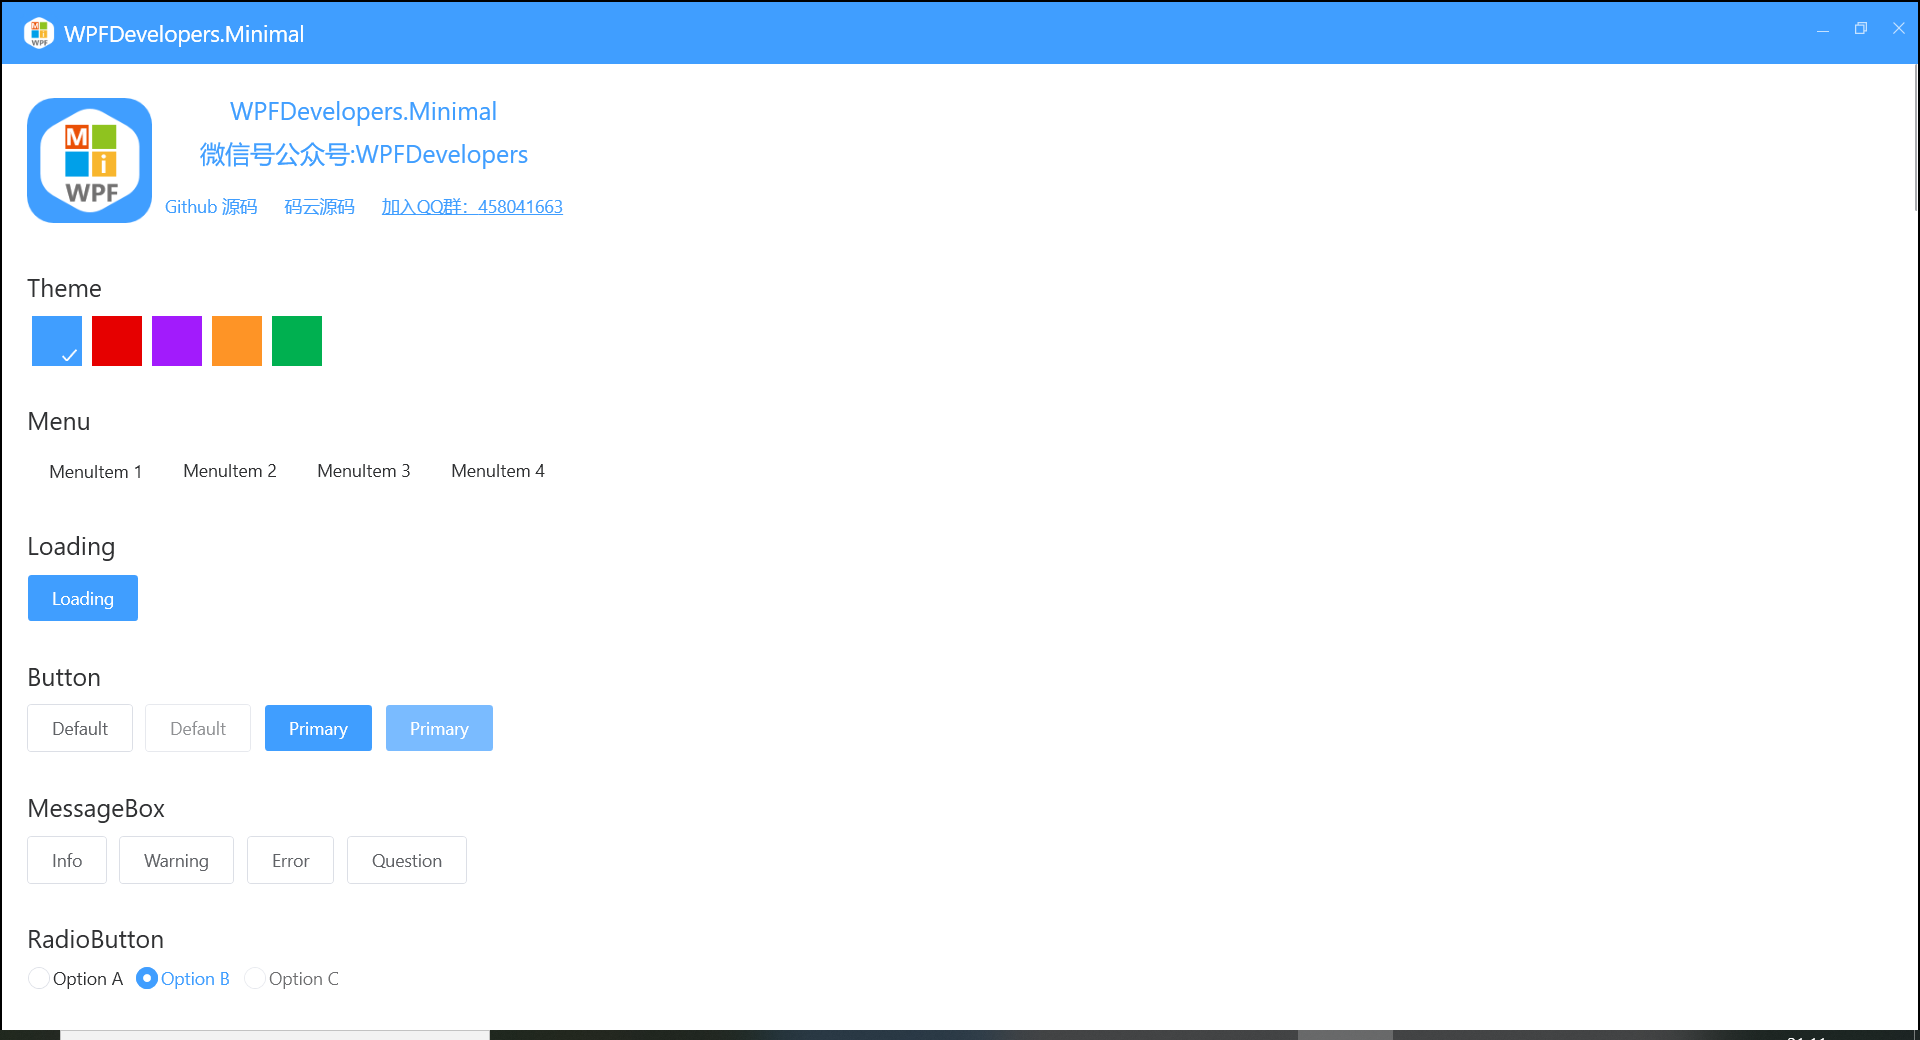 WPFDevelopers.Minimal
WPFDevelopers.Minimal
微信号公众号:WPFDevelopers
Mi
WPF
Github 源码 码云源码 加入QQ群：458041663
Theme
Menu
MenuItem 1 MenuItem 2 MenuItem 3 MenuItem 4
Loading
Loading
Button
Default Default Primary Primary
MessageBox
Info Warning Error Question
RadioButton
Option A Option B Option C